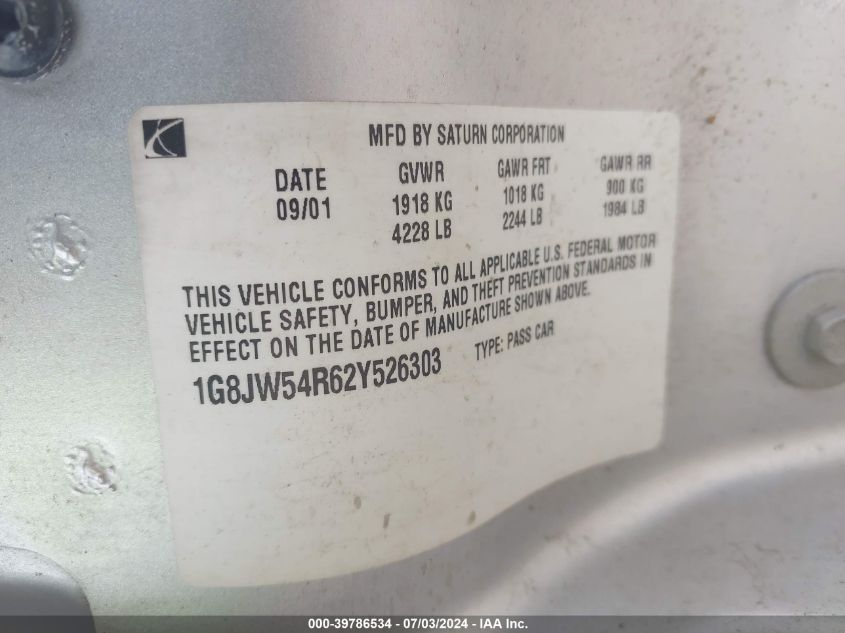 MFD BY SATURN CORPORATION
DATE GVWR GAWR FRT GAWR RR
09/01 1918 KG 1018 KG 900 KG
4228 LB 2244 LB 1984 LB
THIS VEHICLE CONFORMS TO ALL APPLICABLE U.S. FEDERAL MOTOR
VEHICLE SAFETY, BUMPER, AND THEFT PREVENTION STANDARDS IN
EFFECT ON THE DATE OF MANUFACTURE SHOWN ABOVE.
1G8JW54R62Y526303 TYPE: PASS CAR
000-39786534 - 07/03/2024 - IAA Inc.